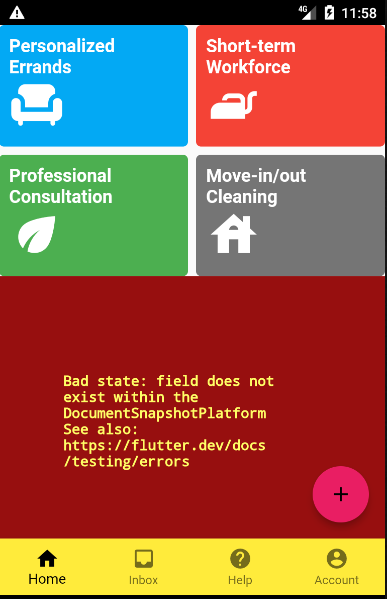 4G 11:58
Personalized
Errands
Short-term
Workforce
Professional
Consultation
Move-in/out
Cleaning
Bad state: field does not
exist within the
DocumentSnapshotPlatform
See also:
https://flutter.dev/docs
/testing/errors
+
Home Inbox Help Account